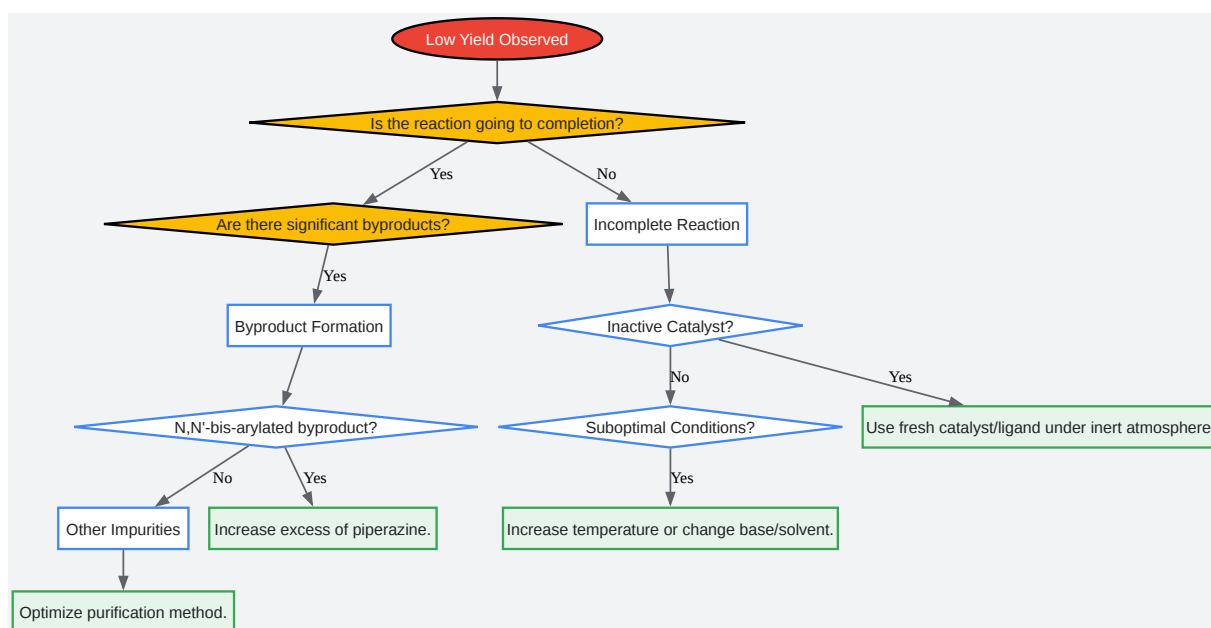 Low Yield Observed
Is the reaction going to completion?
Yes
No
Are there significant byproducts?
Incomplete Reaction
Yes
Byproduct Formation
Inactive Catalyst?
No
Yes
N,N'-bis-arylated byproduct?
Suboptimal Conditions?
Use fresh catalyst/ligand under inert atmosphere
No
Yes
Yes
Other Impurities
Increase excess of piperazine.
Increase temperature or change base/solvent.
Optimize purification method.